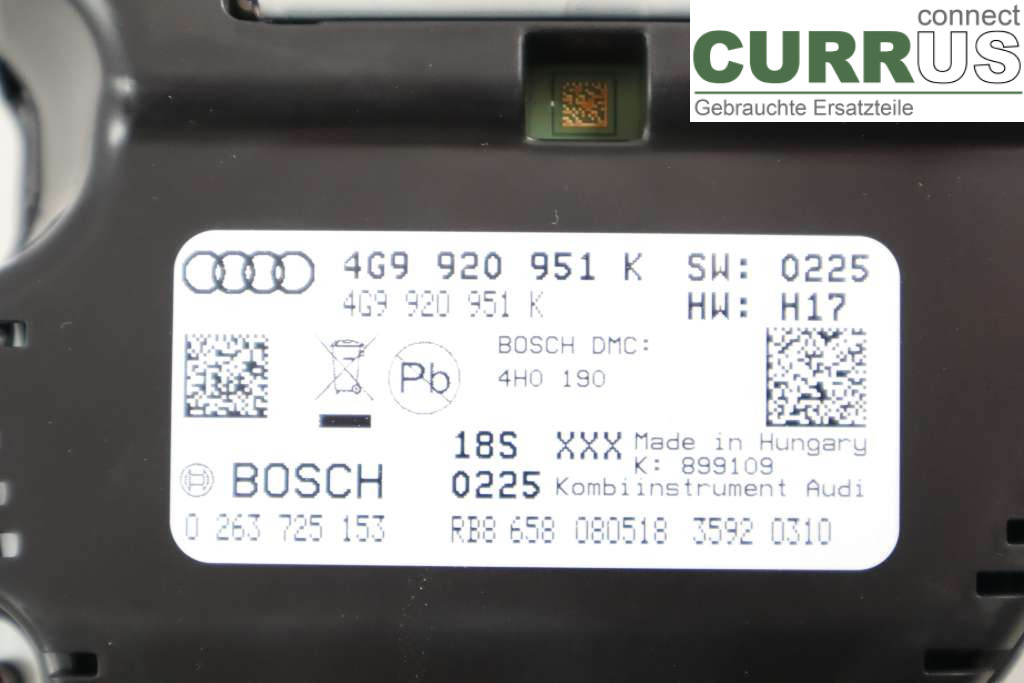 connect
CURRUS
Gebrauchte Ersatzteile
4G9 920 951 K SW: 0225
4G9 920 951 K HW: H17
BOSCH DMC:
4H0 190
Pb
18S XXX Made in Hungary
K: 899109
BOSCH 0225 Kombiinstrument Audi
0 263 725 153 RB8 658 080518 3592 0310